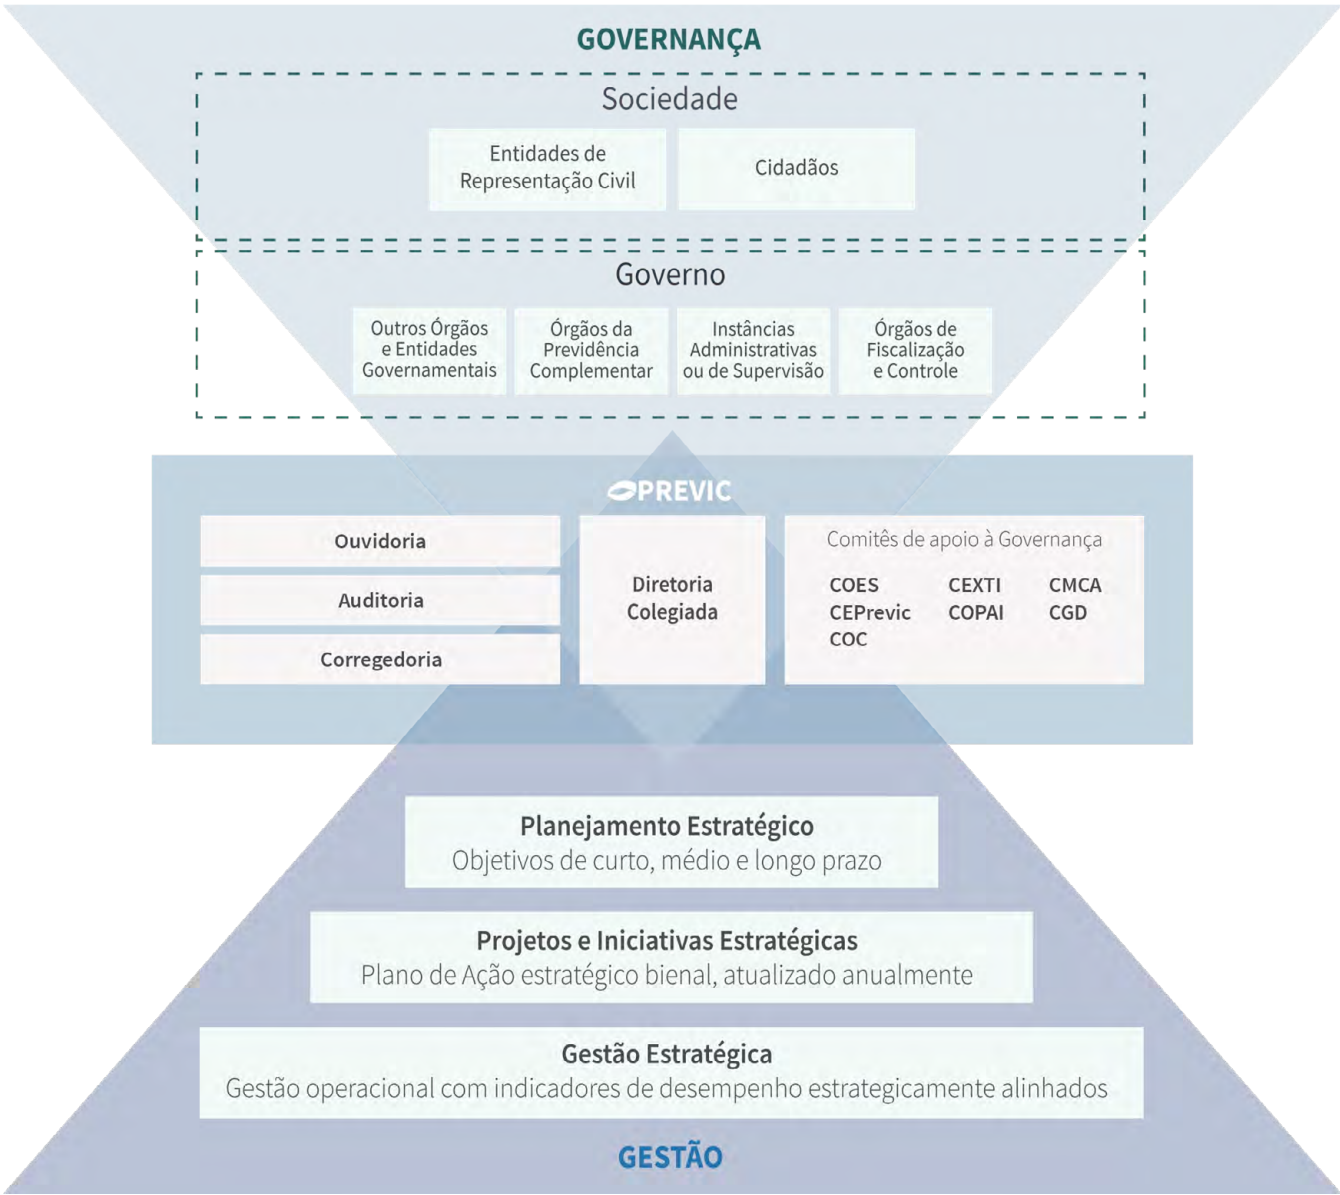 GOVERNANÇA
Sociedade
Entidades de
Representação Civil
Cidadãos
Governo
Outros Órgãos
e Entidades
Governamentais
Órgãos da
Previdência
Complementar
Instâncias
Administrativas
ou de Supervisão
Órgãos de
Fiscalização
e Controle
PREVIC
Ouvidoria
Auditoria
Corregedoria
Diretoria
Colegiada
Comitês de apoio à Governança
COES CEXTI CMCA
CEPrevic COPAI CGD
COC
Planejamento Estratégico
Objetivos de curto, médio e longo prazo
Projetos e Iniciativas Estratégicas
Plano de Ação estratégico bienal, atualizado anualmente
Gestão Estratégica
Gestão operacional com indicadores de desempenho estrategicamente alinhados
GESTÃO